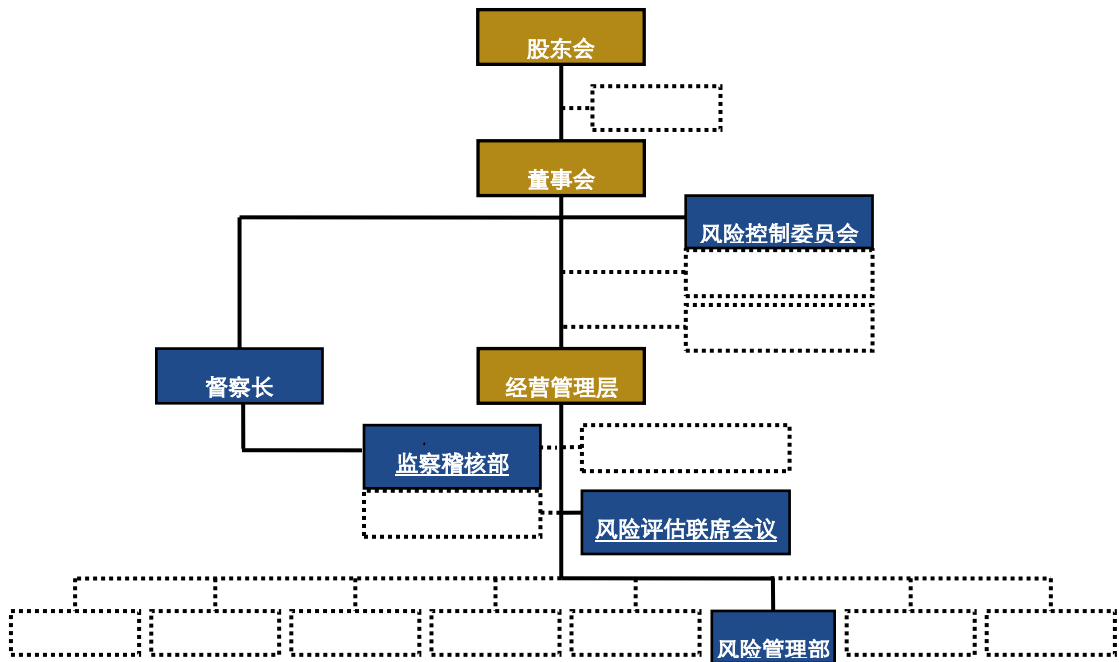 股东会
董事会
风险控制委员会
督察长
经营管理层
监察稽核部
风险评估联席会议
风险管理部